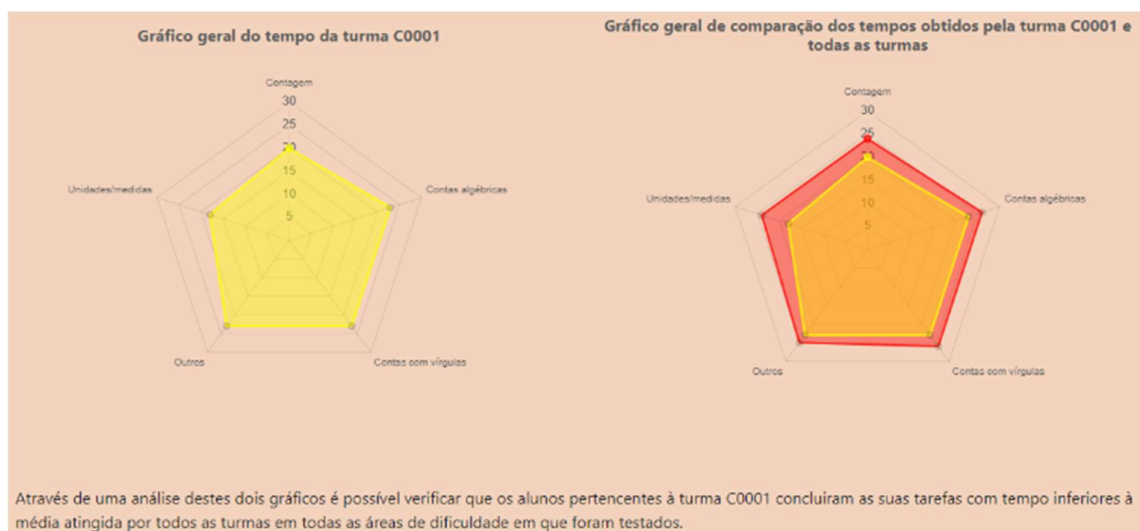 Gráfico geral do tempo da turma C0001
Contagem
30
25
20
15
10
5
Unidades/medidas
Contas algébricas
Outros
Contas com vírgulas
Gráfico geral de comparação dos tempos obtidos pela turma C0001 e
todas as turmas
Contagem
30
25
20
15
10
5
Unidades/medidas
Contas algébricas
Outros
Contas com vírgulas
Através de uma análise destes dois gráficos é possível verificar que os alunos pertencentes à turma C0001 concluiram as suas tarefas com tempo inferiores à
média atingida por todos as turmas em todas as áreas de dificuldade em que foram testados.